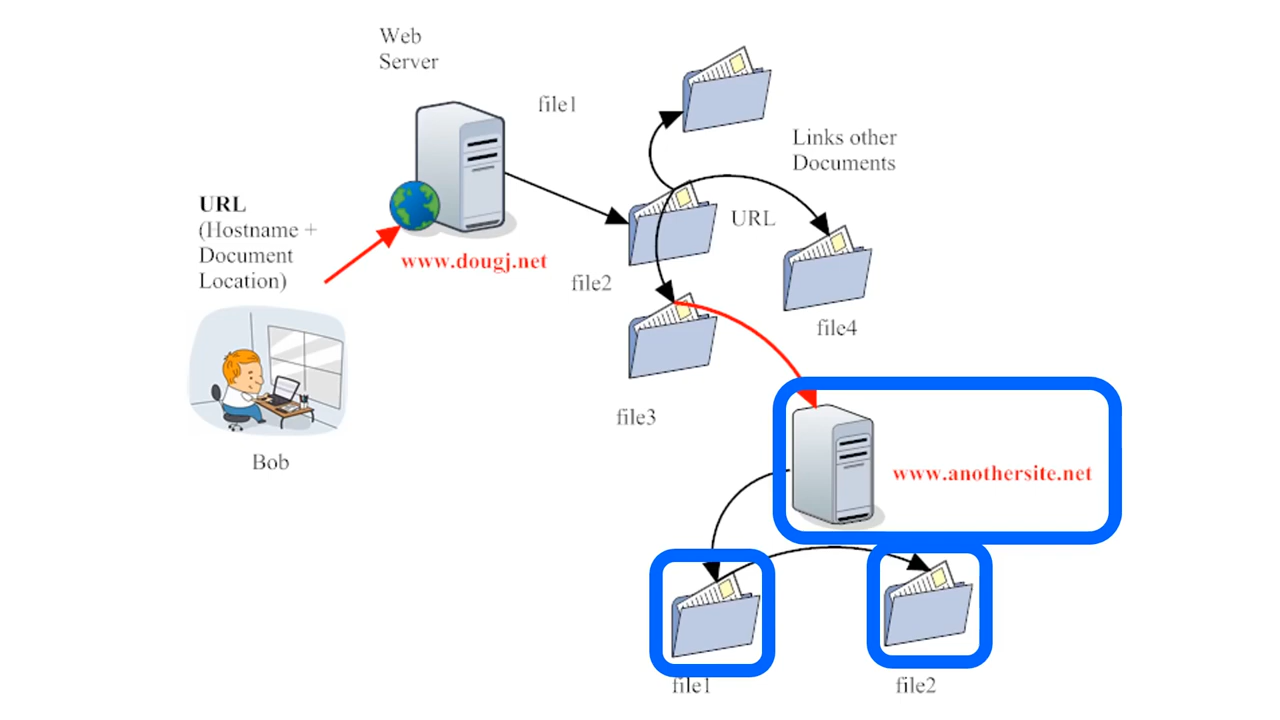 Web
Server
file1
Links other
Documents
URL
(Hostname +
Document
Location)
URL
www.dougj.net
file2
file4
file3
Bob
www.anothersite.net
file1
file2